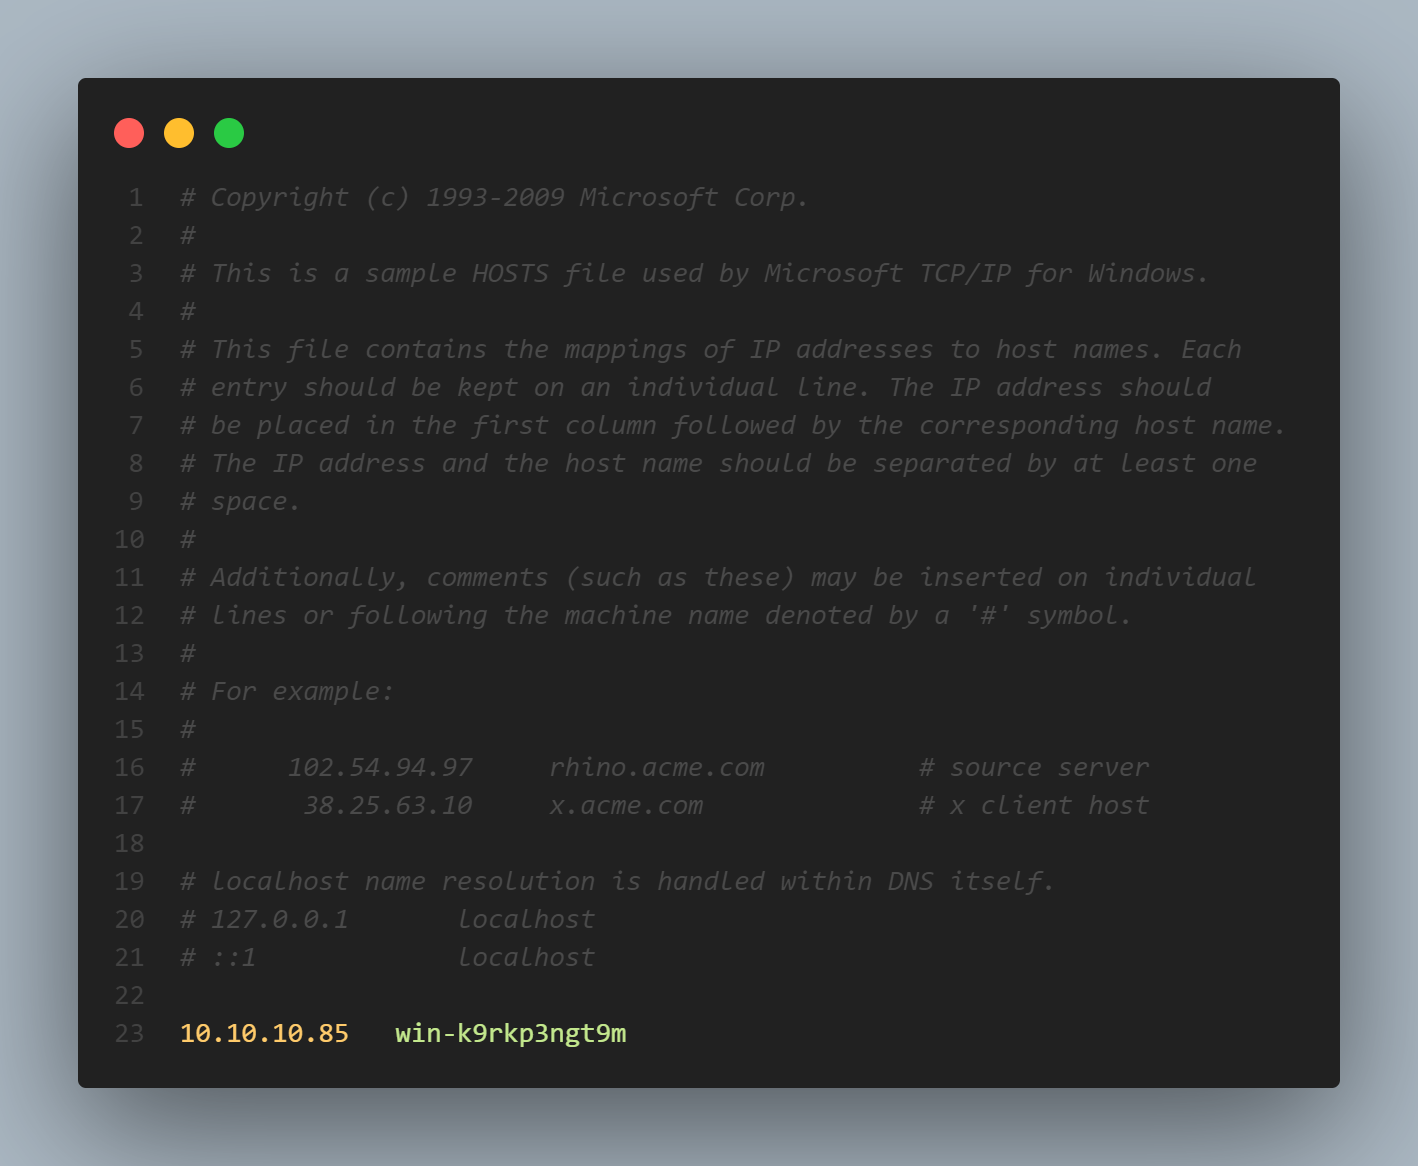 1 # Copyright (c) 1993-2009 Microsoft Corp.
2 #
3 # This is a sample HOSTS file used by Microsoft TCP/IP for Windows.
4 #
5 # This file contains the mappings of IP addresses to host names. Each
6 # entry should be kept on an individual line. The IP address should
7 # be placed in the first column followed by the corresponding host name.
8 # The IP address and the host name should be separated by at least one
9 # space.
10 #
11 # Additionally, comments (such as these) may be inserted on individual
12 # lines or following the machine name denoted by a '#' symbol.
13 #
14 # For example:
15 #
16 #      102.54.94.97     rhino.acme.com          # source server
17 #       38.25.63.10     x.acme.com              # x client host
18
19 # localhost name resolution is handled within DNS itself.
20 # 127.0.0.1       localhost
21 # ::1             localhost
22
23 10.10.10.85   win-k9rkp3ngt9m